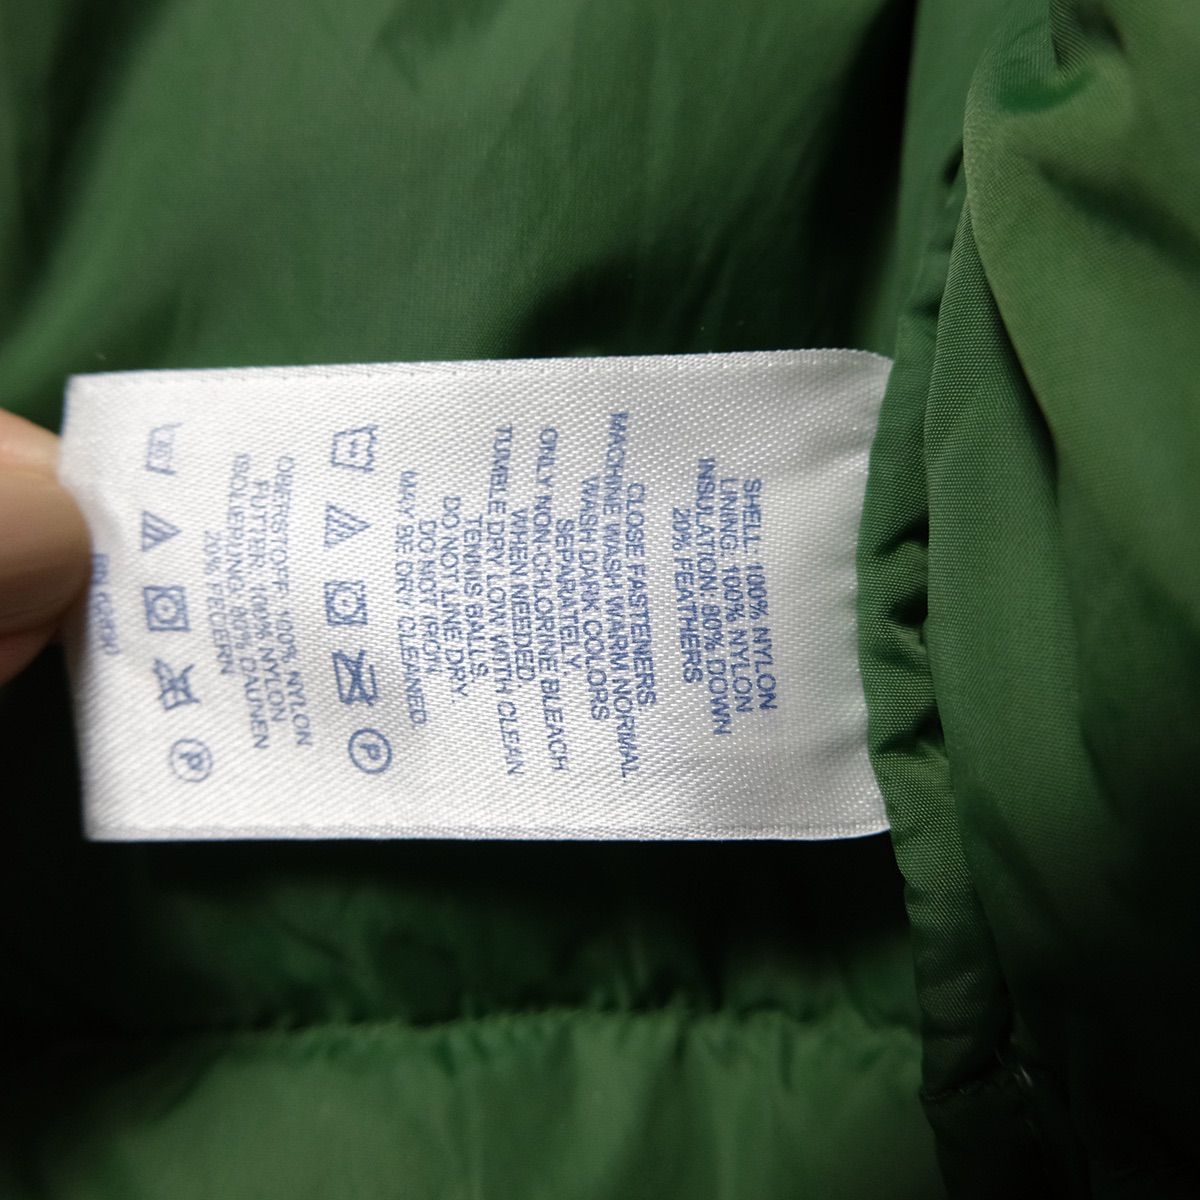 SHELL: 100% NYLON
LINING: 100% NYLON
INSULATION: 80% DOWN
20% FEATHERS
CLOSE FASTENERS
MACHINE WASH WARM NORMAL
WASH DARK COLORS
SEPARATELY.
ONLY NON-CHLORINE BLEACH
WHEN NEEDED
TUMBLE DRY LOW WITH CLEAN
TENNIS BALLS.
DO NOT LINE DRY.
DO NOT IRON.
MAY BE DRY CLEANED.
P
OBERSTOFF: 100% NYLON
FUTTER: 100% NYLON
ISOLIERUNG: 80% DAUNEN
20% FEDERN
P